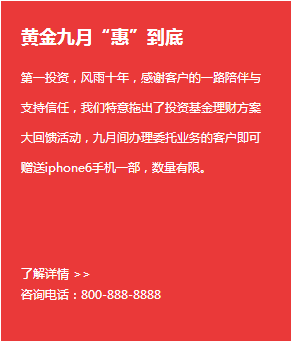 黄金九月“惠”到底
第一投资，风雨十年，感谢客户的一路陪伴与
支持信任，我们特意拖出了投资基金理财方案
大回馈活动，九月间办理委托业务的客户即可
赠送iphone6手机一部，数量有限。
了解详情 >>
咨询电话：800-888-8888